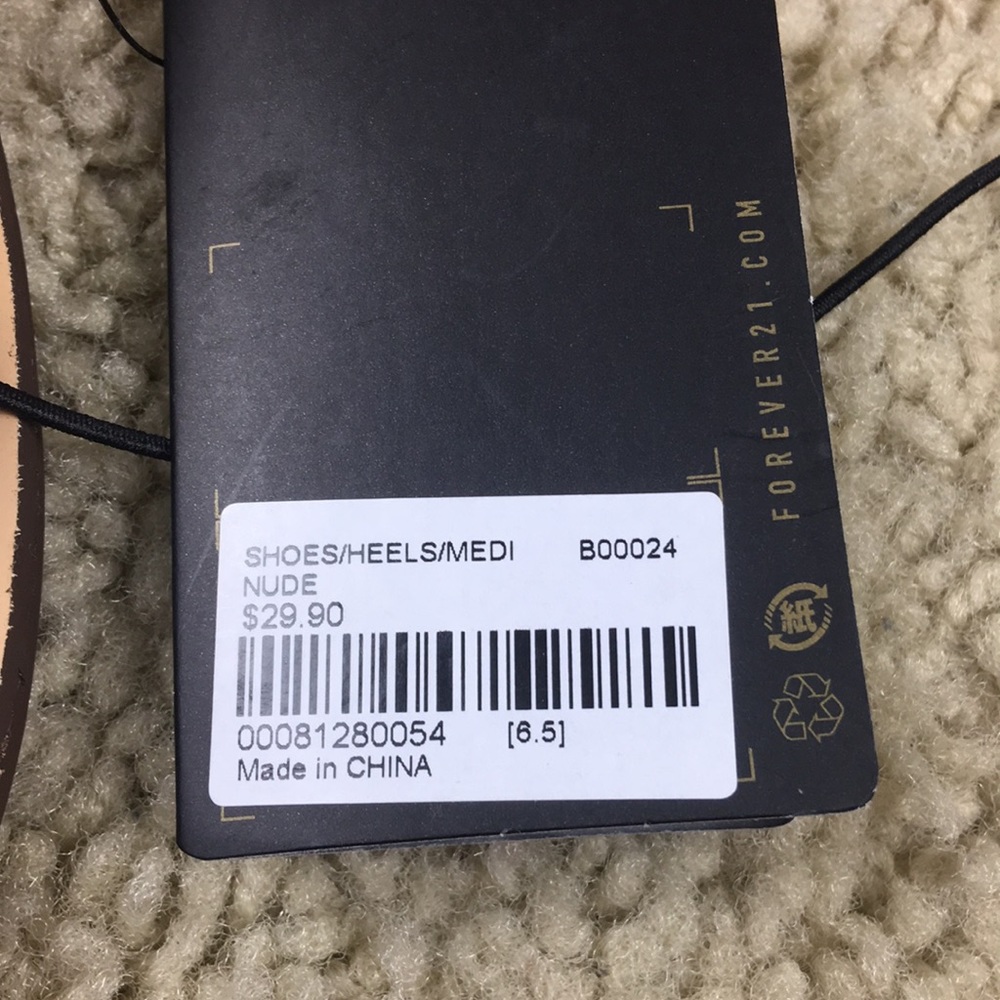 FOREVER21.COM
SHOES/HEELS/MEDI B00024
NUDE
$29.90
00081280054 [6.5]
Made in CHINA
紙